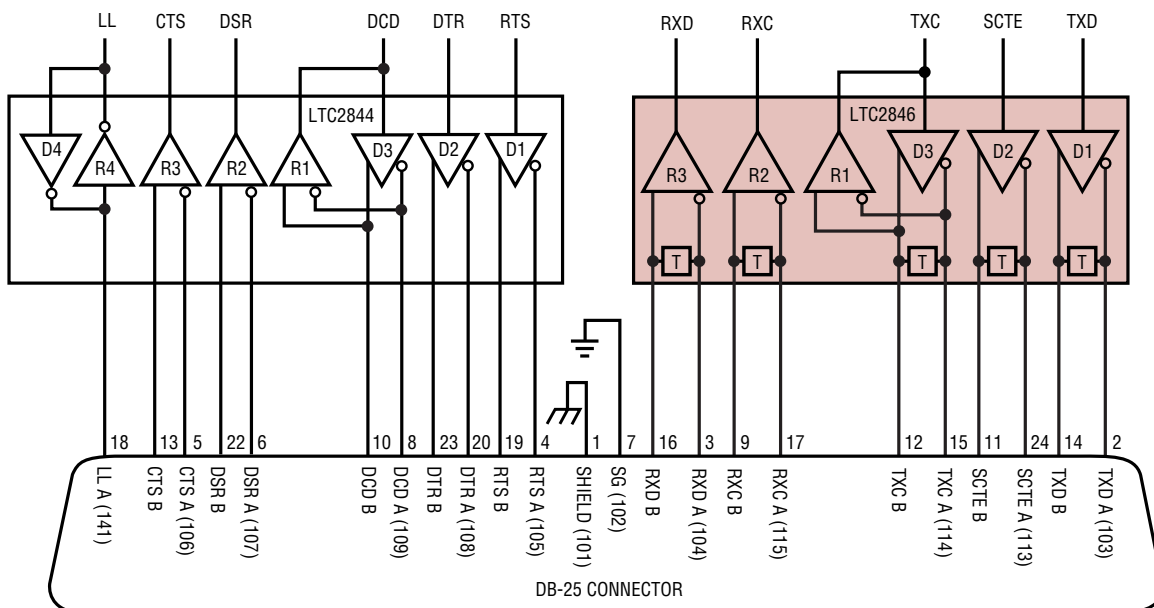 LL CTS DSR DCD DTR RTS RXD RXC TXC SCTE TXD
LTC2844 LTC2846
D4 R4 R3 R2 R1 D3 D2 D1 R3 R2 R1 D3 D2 D1
T T T T T
18 13 5 22 6 10 8 23 20 19 4 1 7 16 3 9 17 12 15 11 24 14 2
LL A (141)
CTS B
CTS A (106)
DSR B
DSR A (107)
DCD B
DCD A (109)
DTR B
DTR A (108)
RTS B
RTS A (105)
SHIELD (101)
SG (102)
RXD B
RXD A (104)
RXC B
RXC A (115)
TXC B
TXC A (114)
SCTE B
SCTE A (113)
TXD B
TXD A (103)
DB-25 CONNECTOR